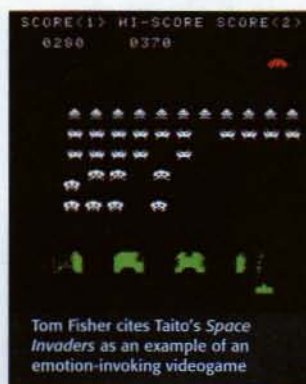 SCORE(1) HI-SCORE SCORE(2)
0280 0370
Tom Fisher cites Taito's Space
Invaders as an example of an
emotion-invoking videogame